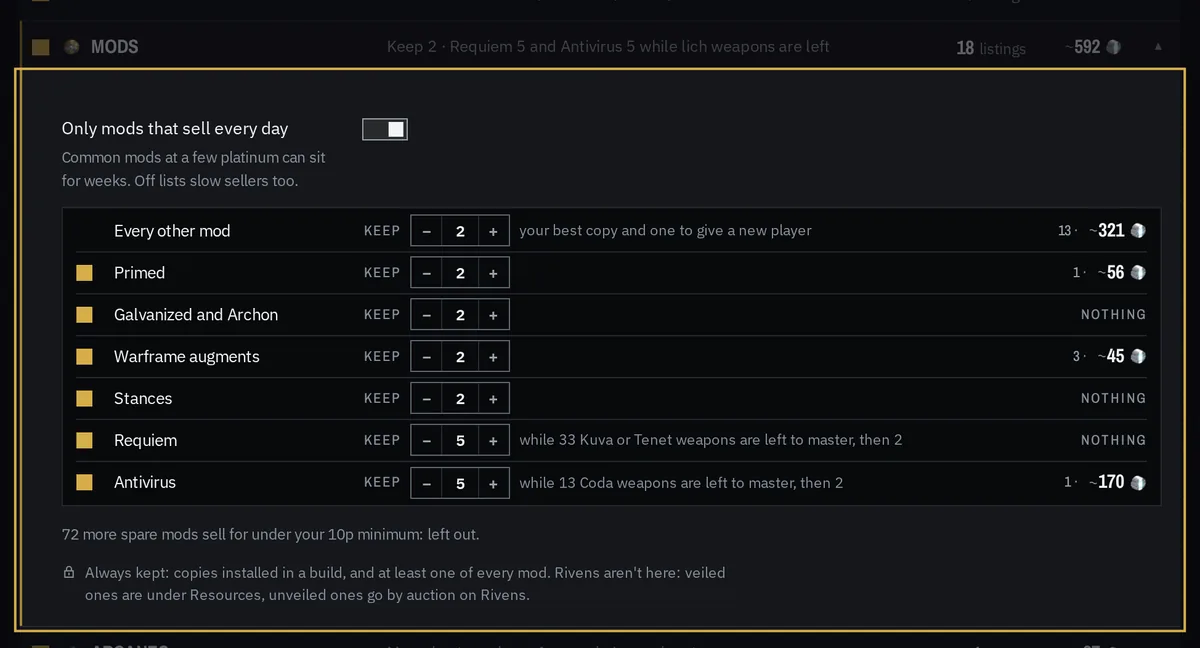 MODS Keep 2 · Requiem 5 and Antivirus 5 while lich weapons are left 18 listings ~592
Only mods that sell every day
Common mods at a few platinum can sit
for weeks. Off lists slow sellers too.
Every other mod KEEP − 2 + your best copy and one to give a new player 13 · ~321
Primed KEEP − 2 + 1 · ~56
Galvanized and Archon KEEP − 2 + NOTHING
Warframe augments KEEP − 2 + 3 · ~45
Stances KEEP − 2 + NOTHING
Requiem KEEP − 5 + while 33 Kuva or Tenet weapons are left to master, then 2 NOTHING
Antivirus KEEP − 5 + while 13 Coda weapons are left to master, then 2 1 · ~170
72 more spare mods sell for under your 10p minimum: left out.
Always kept: copies installed in a build, and at least one of every mod. Rivens aren't here: veiled
ones are under Resources, unveiled ones go by auction on Rivens.